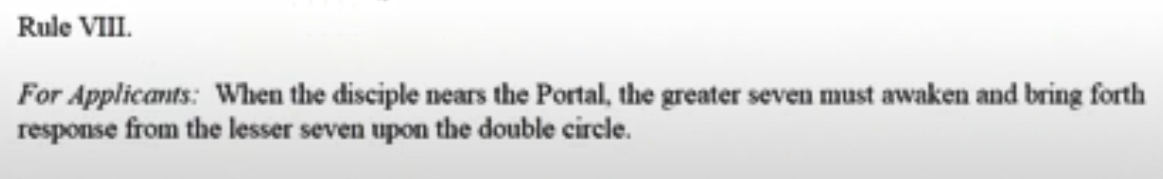 Rule VIII.
For Applicants: When the disciple nears the Portal, the greater seven must awaken and bring forth
response from the lesser seven upon the double circle.